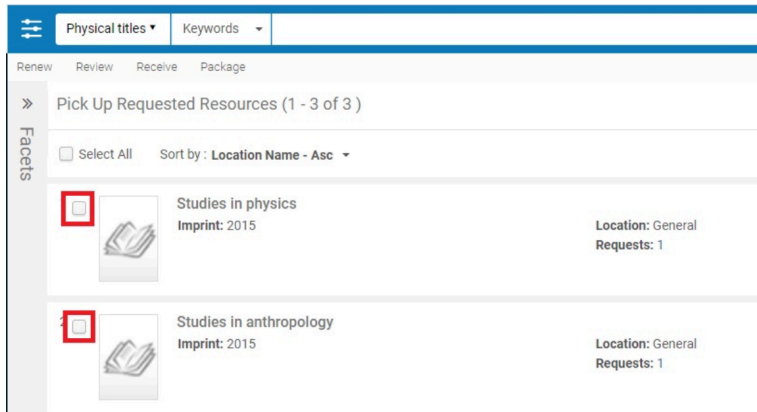 Physical titles ▾ Keywords
Renew Review Receive Package
Pick Up Requested Resources (1 - 3 of 3 )
Facets
Select All Sort by : Location Name - Asc
Studies in physics
Imprint: 2015
Location: General
Requests: 1
2
Studies in anthropology
Imprint: 2015
Location: General
Requests: 1